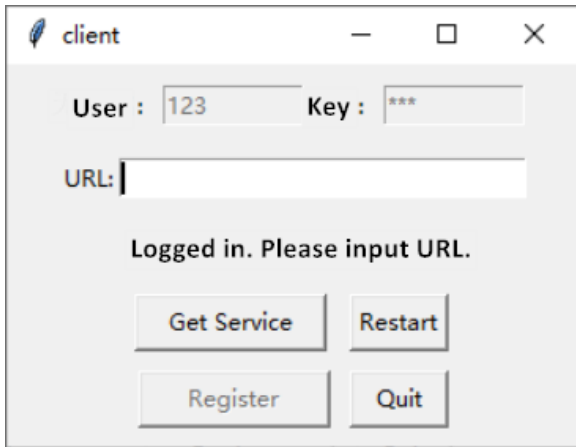 client
User : 123 Key : ***
URL:
Logged in. Please input URL.
Get Service Restart
Register Quit